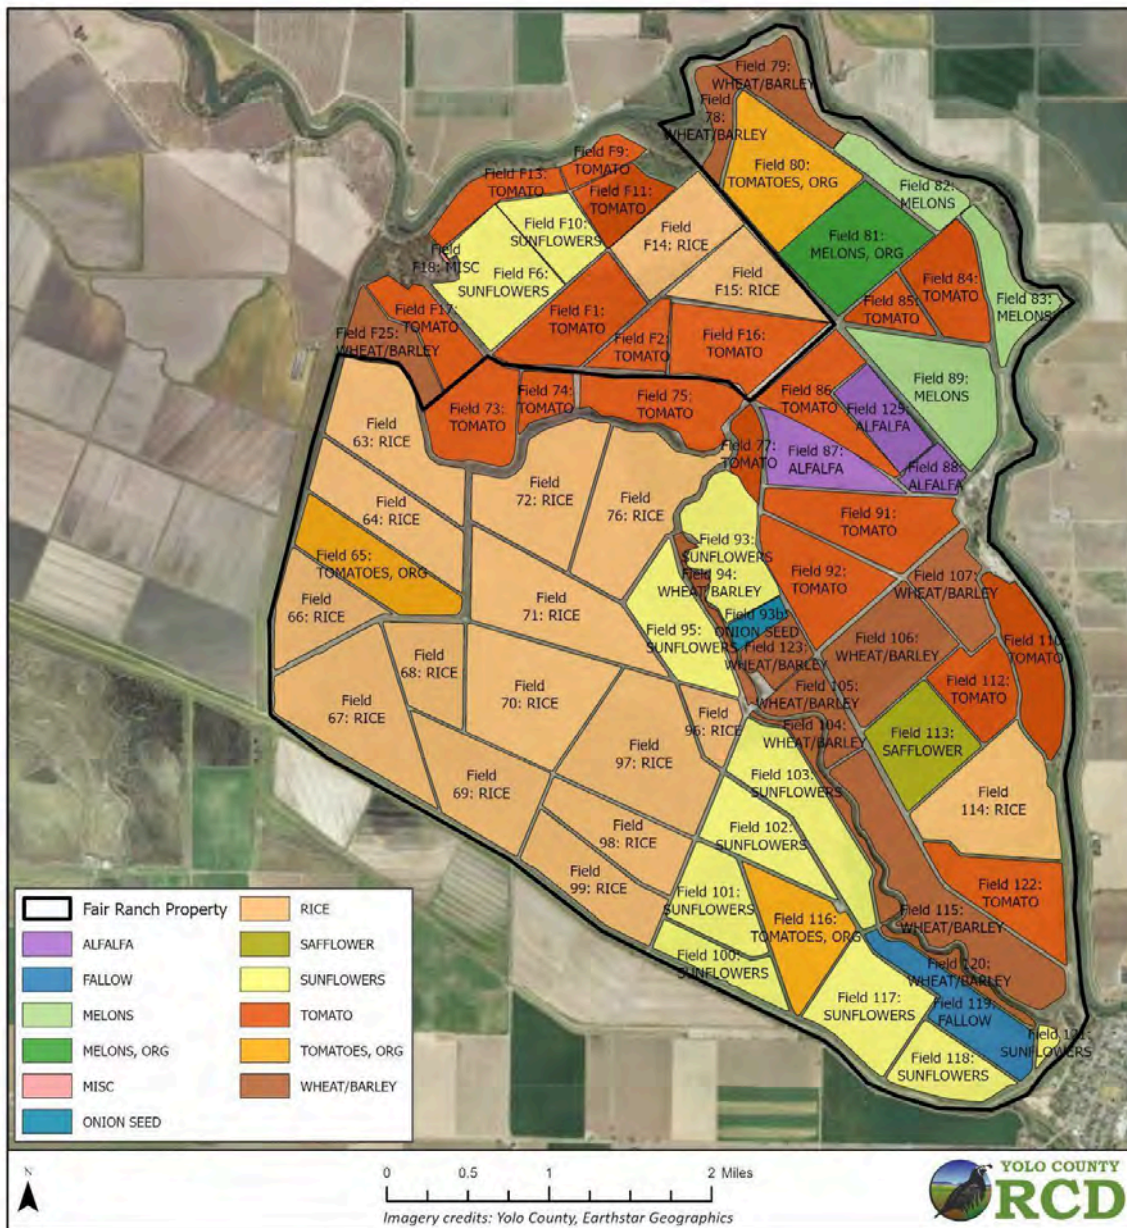 Field 79:
WHEAT/BARLEY
Field
78:
WHEAT/BARLEY
Field 80:
TOMATOES, ORG
Field 82:
MELONS
Field F9:
TOMATO
Field F13:
TOMATO
Field F11:
TOMATO
Field F10:
SUNFLOWERS
Field
F14: RICE
Field 81:
MELONS, ORG
Field
F18: MISC
Field F6:
SUNFLOWERS
Field
F15: RICE
Field 84:
TOMATO
Field 85:
TOMATO
Field 83:
MELONS
Field F17:
TOMATO
Field F1:
TOMATO
Field F25:
WHEAT/BARLEY
Field F2:
TOMATO
Field F16:
TOMATO
Field 89:
MELONS
Field 86:
TOMATO
Field 74:
TOMATO
Field 75:
TOMATO
Field 73:
TOMATO
Field 129:
ALFALFA
Field
63: RICE
Field 77:
TOMATO
Field 87:
ALFALFA
Field 88:
ALFALFA
Field
72: RICE
Field
76: RICE
Field
64: RICE
Field 91:
TOMATO
Field 93:
SUNFLOWERS
Field 65:
TOMATOES, ORG
Field 94:
WHEAT/BARLEY
Field 92:
TOMATO
Field 107:
WHEAT/BARLEY
Field
66: RICE
Field
71: RICE
Field 93b:
ONION SEED
Field 95:
SUNFLOWERS
Field 123:
WHEAT/BARLEY
Field 106:
WHEAT/BARLEY
Field 110:
TOMATO
Field
68: RICE
Field 112:
TOMATO
Field
70: RICE
Field 105:
WHEAT/BARLEY
Field
67: RICE
Field
96: RICE
Field 104:
WHEAT/BARLEY
Field 113:
SAFFLOWER
Field
97: RICE
Field
69: RICE
Field 103:
SUNFLOWERS
Field
114: RICE
Field
98: RICE
Field 102:
SUNFLOWERS
Field
99: RICE
Field 122:
TOMATO
Field 101:
SUNFLOWERS
Field 115:
WHEAT/BARLEY
Field 116:
TOMATOES, ORG
Field 100:
SUNFLOWERS
Field 120:
WHEAT/BARLEY
Field 117:
SUNFLOWERS
Field 119:
FALLOW
Field 121:
SUNFLOWERS
Field 118:
SUNFLOWERS
Fair Ranch Property
ALFALFA
FALLOW
MELONS
MELONS, ORG
MISC
ONION SEED
RICE
SAFFLOWER
SUNFLOWERS
TOMATO
TOMATOES, ORG
WHEAT/BARLEY
N
0 0.5 1 2 Miles
Imagery credits: Yolo County, Earthstar Geographics
YOLO COUNTY
RCD